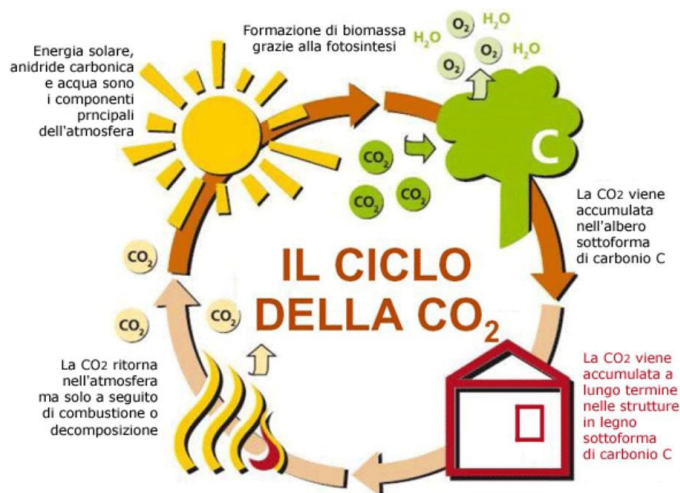 Energia solare,
anidride carbonica
e acqua sono
i componenti
prncipali
dell'atmosfera
Formazione di biomassa
grazie alla fotosintesi
H₂O
O₂
H₂O
O₂
H₂O
O₂
CO₂
CO₂
CO₂
C
La CO2 viene
accumulata
nell'albero
sottoforma
di carbonio C
IL CICLO
DELLA CO₂
CO₂
CO₂
CO₂
La CO2 ritorna
nell'atmosfera
ma solo a seguito
di combustione o
decomposizione
La CO2 viene
accumulata a
lungo termine
nelle strutture
in legno
sottoforma
di carbonio C